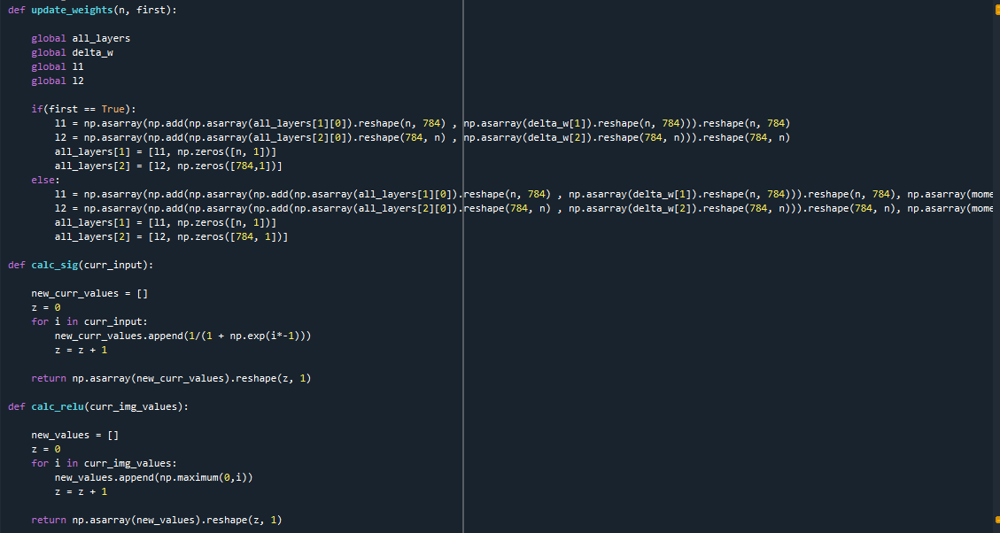 def update_weights(n, first):
    global all_layers
    global delta_w
    global l1
    global l2
    if(first == True):
        l1 = np.asarray(np.add(np.asarray(all_layers[1][0]).reshape(n, 784) , np.asarray(delta_w[1]).reshape(n, 784))).reshape(n, 784)
        l2 = np.asarray(np.add(np.asarray(all_layers[2][0]).reshape(784, n) , np.asarray(delta_w[2]).reshape(784, n))).reshape(784, n)
        all_layers[1] = [l1, np.zeros([n, 1])]
        all_layers[2] = [l2, np.zeros([784,1])]
    else:
        l1 = np.asarray(np.add(np.asarray(np.add(np.asarray(all_layers[1][0]).reshape(n, 784) , np.asarray(delta_w[1]).reshape(n, 784))).reshape(n, 784), np.asarray(mome
        l2 = np.asarray(np.add(np.asarray(np.add(np.asarray(all_layers[2][0]).reshape(784, n) , np.asarray(delta_w[2]).reshape(784, n))).reshape(784, n), np.asarray(mome
        all_layers[1] = [l1, np.zeros([n, 1])]
        all_layers[2] = [l2, np.zeros([784, 1])]
def calc_sig(curr_input):
    new_curr_values = []
    z = 0
    for i in curr_input:
        new_curr_values.append(1/(1 + np.exp(i*-1)))
        z = z + 1
    return np.asarray(new_curr_values).reshape(z, 1)
def calc_relu(curr_img_values):
    new_values = []
    z = 0
    for i in curr_img_values:
        new_values.append(np.maximum(0,i))
        z = z + 1
    return np.asarray(new_values).reshape(z, 1)